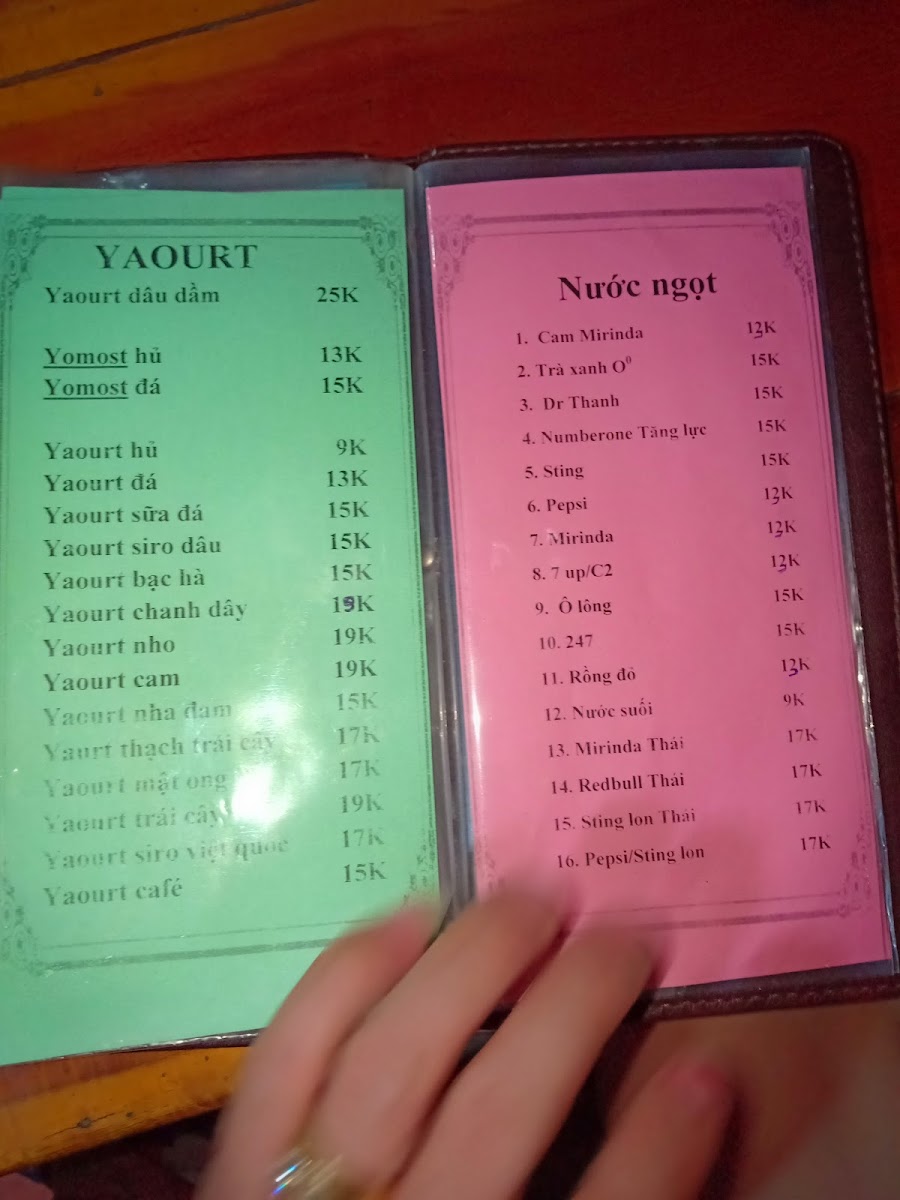 YAOURT
Yaourt dâu dầm 25K
Yomost hủ 13K
Yomost đá 15K
Yaourt hủ 9K
Yaourt đá 13K
Yaourt sữa đá 15K
Yaourt siro dâu 15K
Yaourt bạc hà 15K
Yaourt chanh dây 19K
Yaourt nho 19K
Yaourt cam 19K
Yaourt nha đam 15K
Yaurt thạch trái cây 17K
Yaourt mật ong 17K
Yaourt trái cây 19K
Yaourt siro việt quốc 17K
Yaourt café 15K
Nước ngọt
1. Cam Mirinda 13K
2. Trà xanh O⁰ 15K
3. Dr Thanh 15K
4. Numberone Tăng lực 15K
5. Sting 15K
6. Pepsi 13K
7. Mirinda 13K
8. 7 up/C2 13K
9. Ô lông 15K
10. 247 15K
11. Rồng đỏ 13K
12. Nước suối 9K
13. Mirinda Thái 17K
14. Redbull Thái 17K
15. Sting lon Thái 17K
16. Pepsi/Sting lon 17K